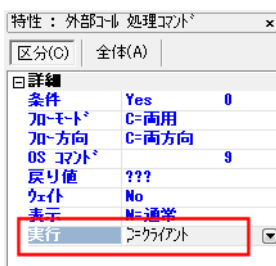 特性 : 外部ｺｰﾙ 処理ｺﾏﾝﾄﾞ x
区分(C) 全体(A)
詳細
条件 Yes 0
ﾌﾛｰﾓｰﾄﾞ C=両用
ﾌﾛｰ方向 C=両方向
OS ｺﾏﾝﾄﾞ 9
戻り値 ???
ｳｪｲﾄ No
表示 N=通常
実行 C=ｸﾗｲｱﾝﾄ